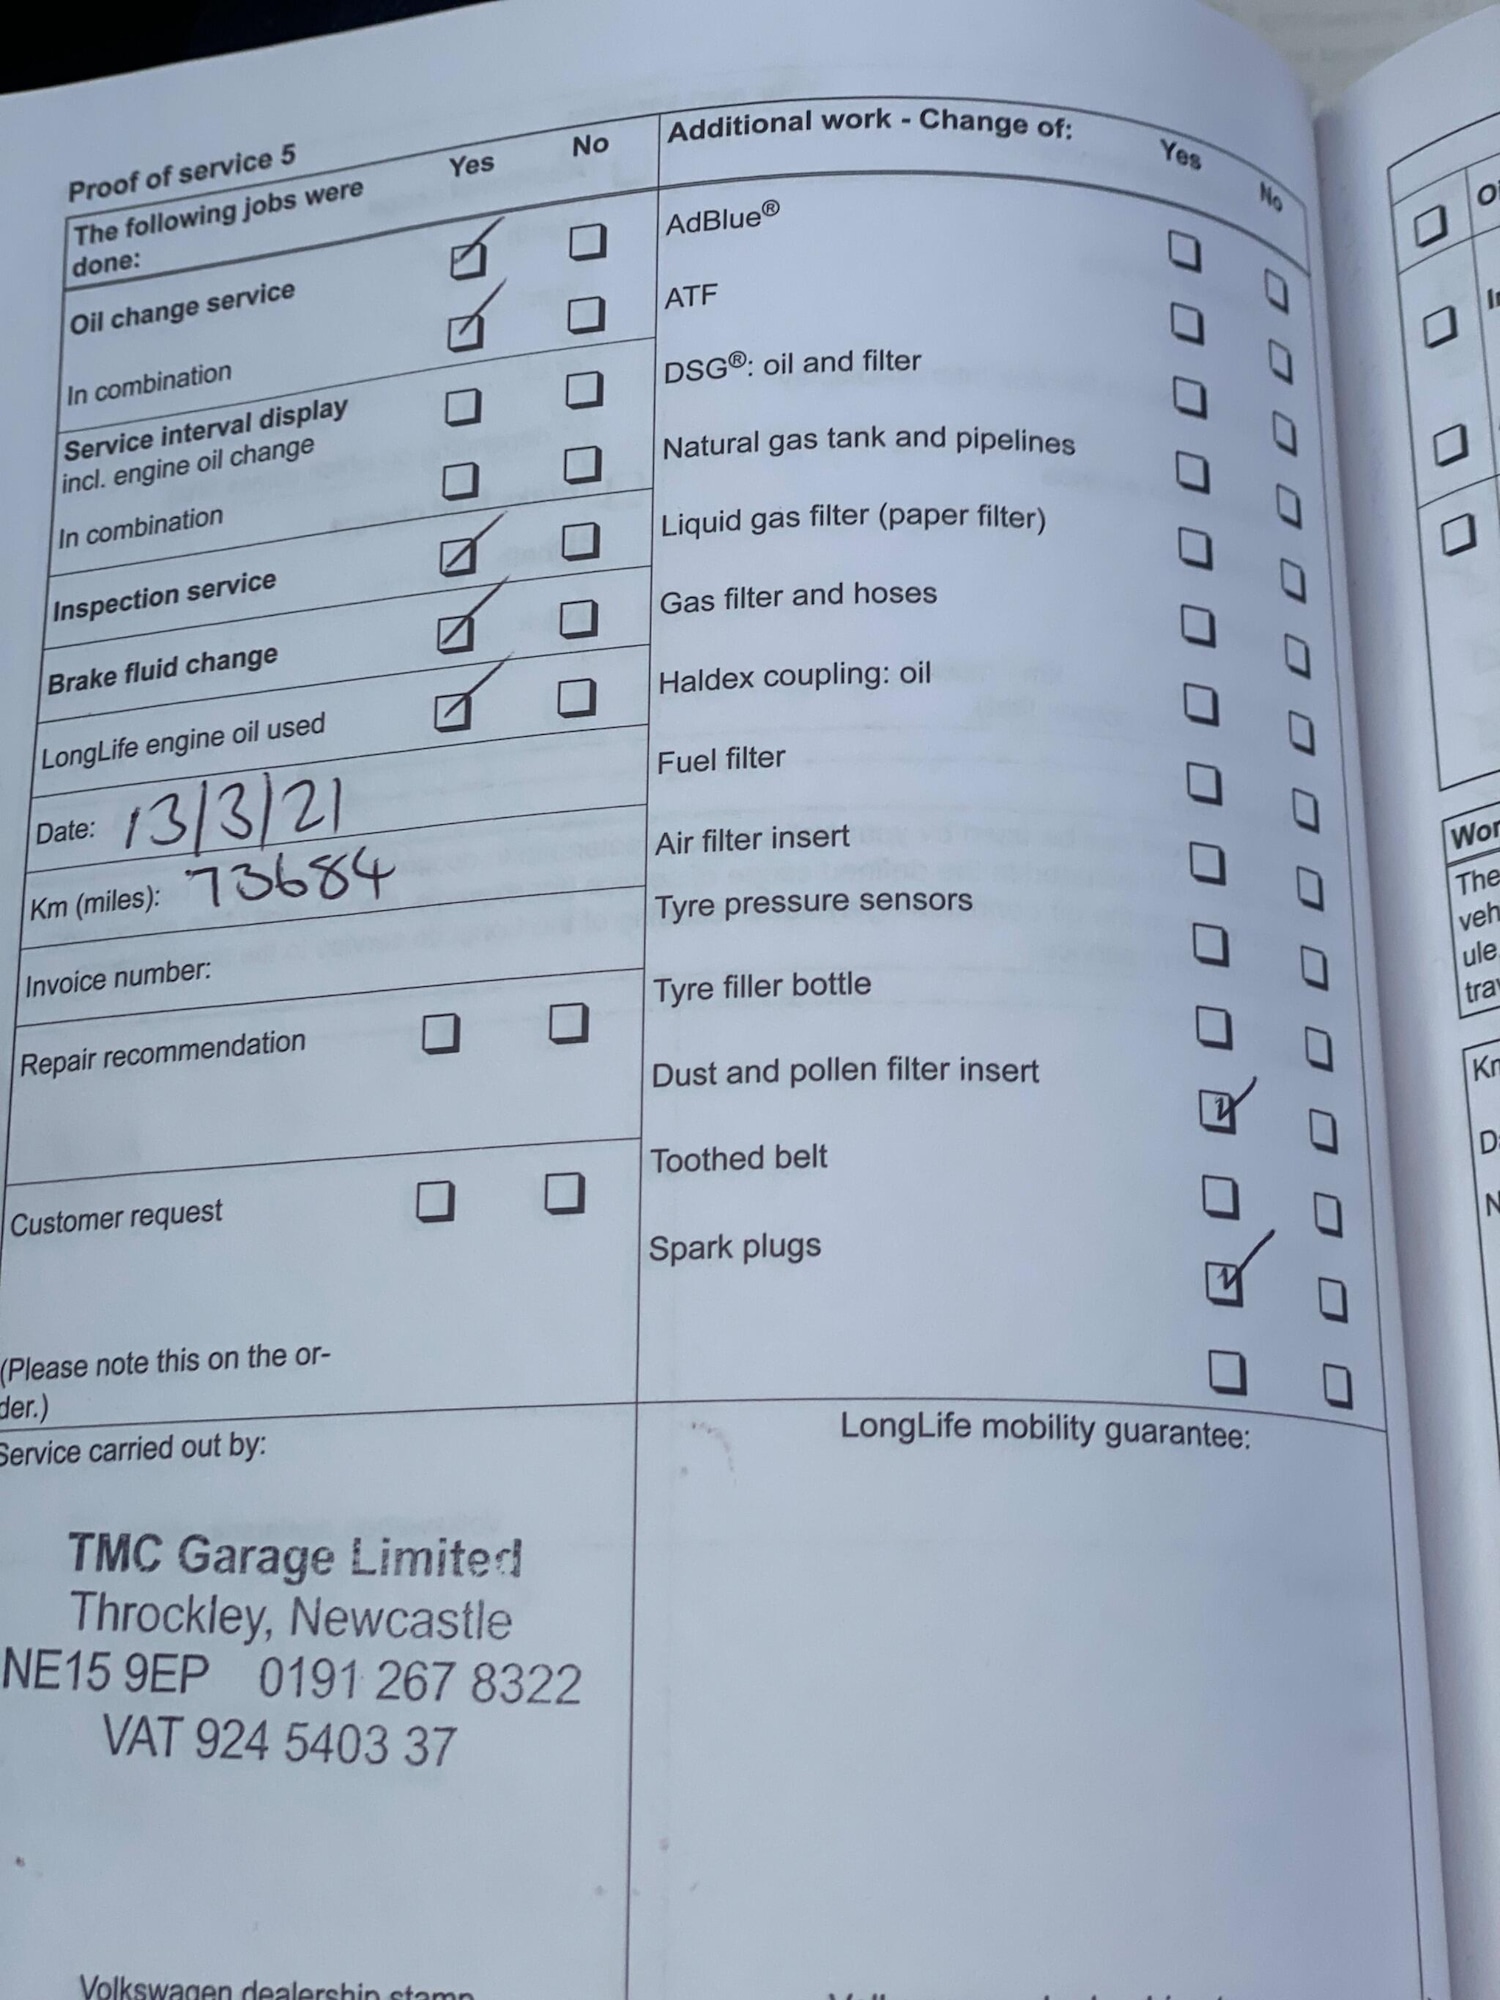 Proof of service 5
The following jobs were
done:
Yes
No
Oil change service
In combination
Service interval display
incl. engine oil change
In combination
Inspection service
Brake fluid change
LongLife engine oil used
Date: 13/3/21
Km (miles): 73684
Invoice number:
Repair recommendation
Customer request
(Please note this on the or-
der.)
Additional work - Change of:
Yes
No
AdBlue®
ATF
DSG®: oil and filter
Natural gas tank and pipelines
Liquid gas filter (paper filter)
Gas filter and hoses
Haldex coupling: oil
Fuel filter
Air filter insert
Tyre pressure sensors
Tyre filler bottle
Dust and pollen filter insert
Toothed belt
Spark plugs
Service carried out by:
TMC Garage Limited
Throckley, Newcastle
NE15 9EP 0191 267 8322
VAT 924 5403 37
Volkswagen dealership stamp
LongLife mobility guarantee:
The